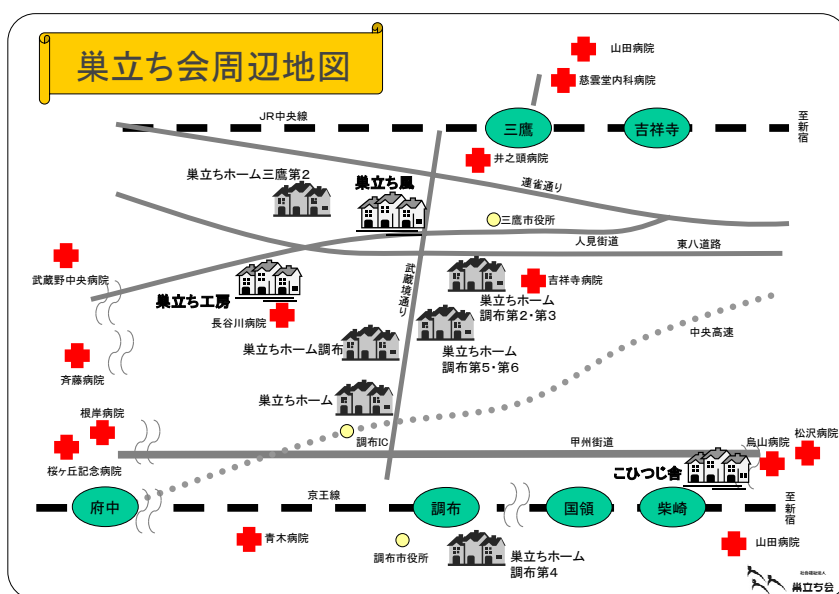 巣立ち会周辺地図
山田病院
慈雲堂内科病院
JR中央線
三鷹
吉祥寺
至新宿
井之頭病院
巣立ちホーム三鷹第2
巣立ち風
連雀通り
三鷹市役所
人見街道
東八道路
武蔵野中央病院
巣立ち工房
長谷川病院
武蔵境通り
吉祥寺病院
巣立ちホーム
調布第2・第3
巣立ちホーム調布
巣立ちホーム
調布第5・第6
中央高速
斉藤病院
巣立ちホーム
根岸病院
調布IC
甲州街道
烏山病院
松沢病院
桜ヶ丘記念病院
こひつじ舎
府中
京王線
調布
国領
柴崎
至新宿
青木病院
調布市役所
巣立ちホーム
調布第4
山田病院
社会福祉法人
巣立ち会